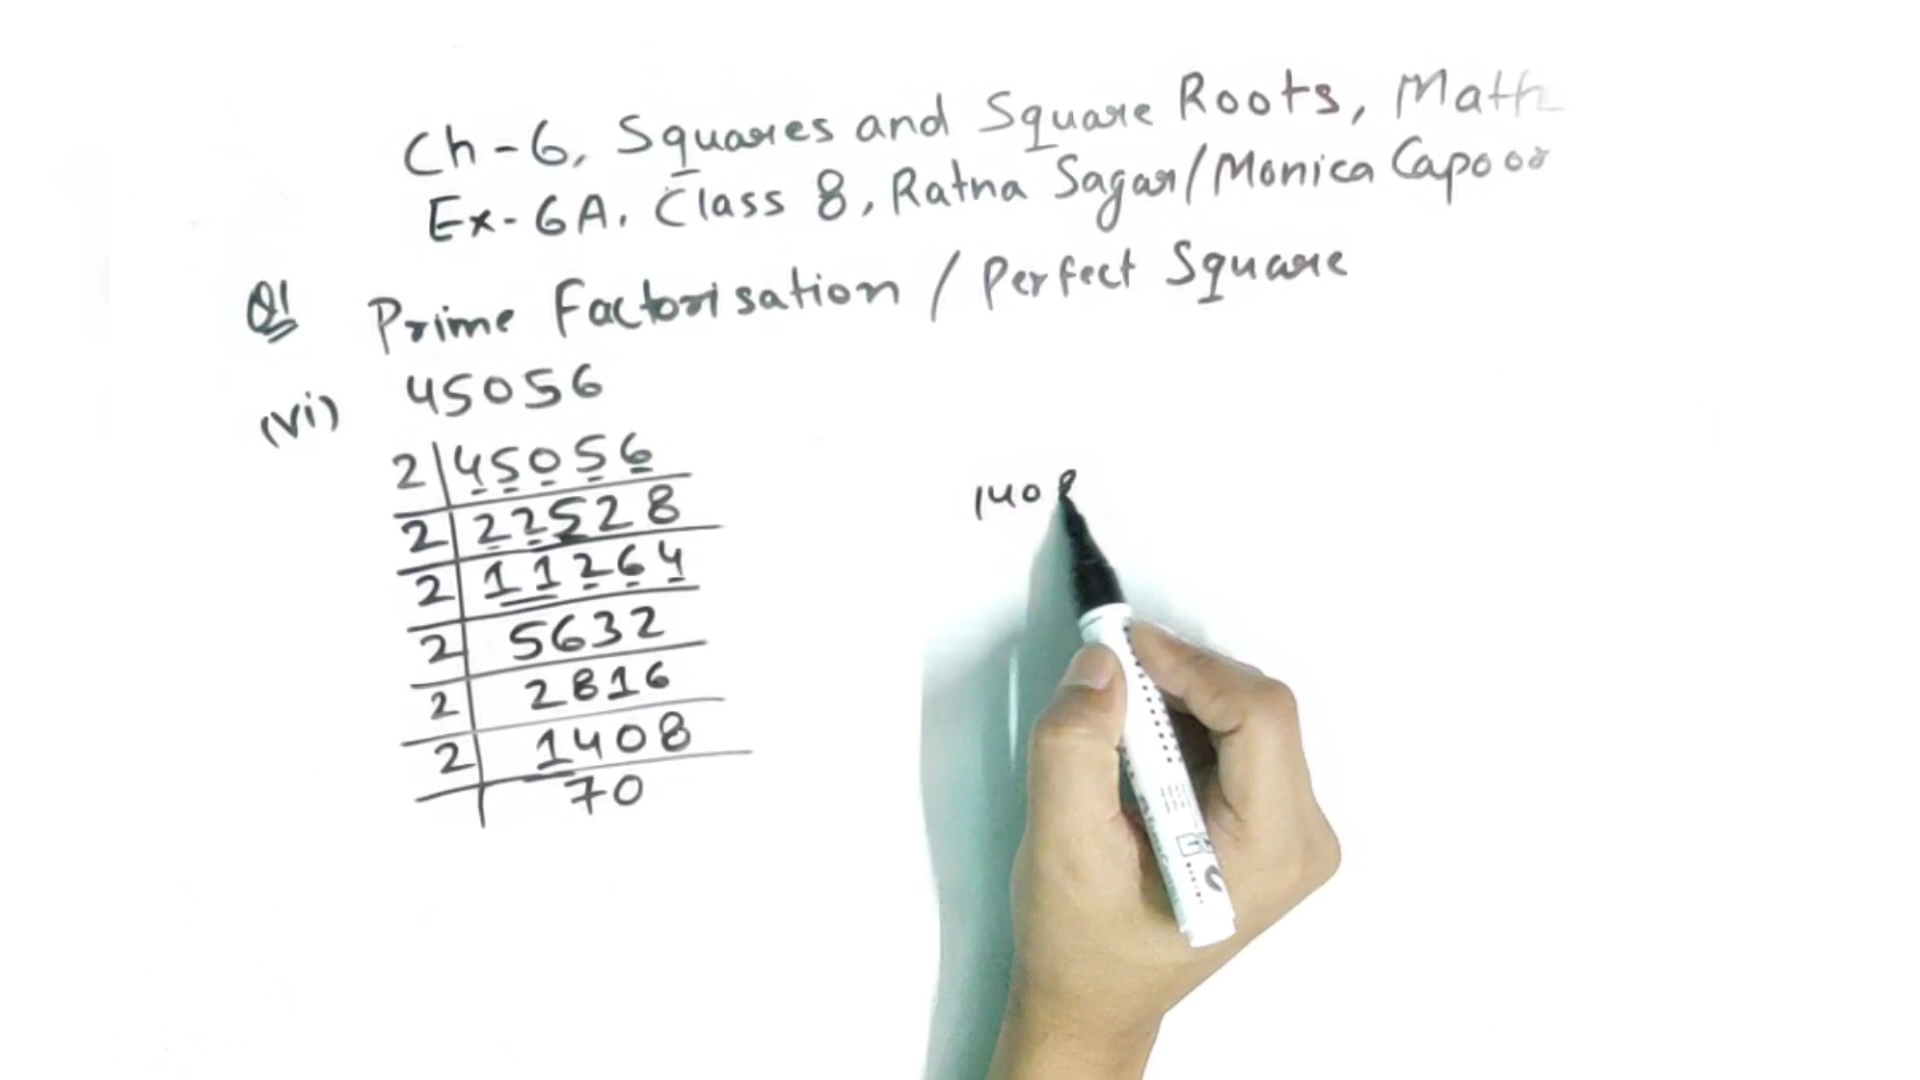 Ch-6, Squares and Square Roots, Math
Ex-6A. Class 8, Ratna Sagar/Monica Capoor
Q1 Prime Factorisation / Perfect Square
(vi) 45056
2 45056
2 22528
2 11264
2 5632
2 2816
2 1408
70
1408